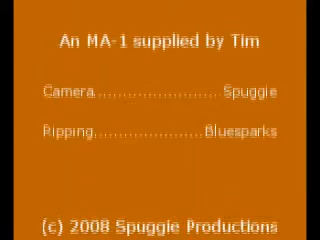 An MA-1 supplied by Tim
Camera..........................Spuggie
Ripping......................Bluesparks
(c) 2008 Spuggie Productions